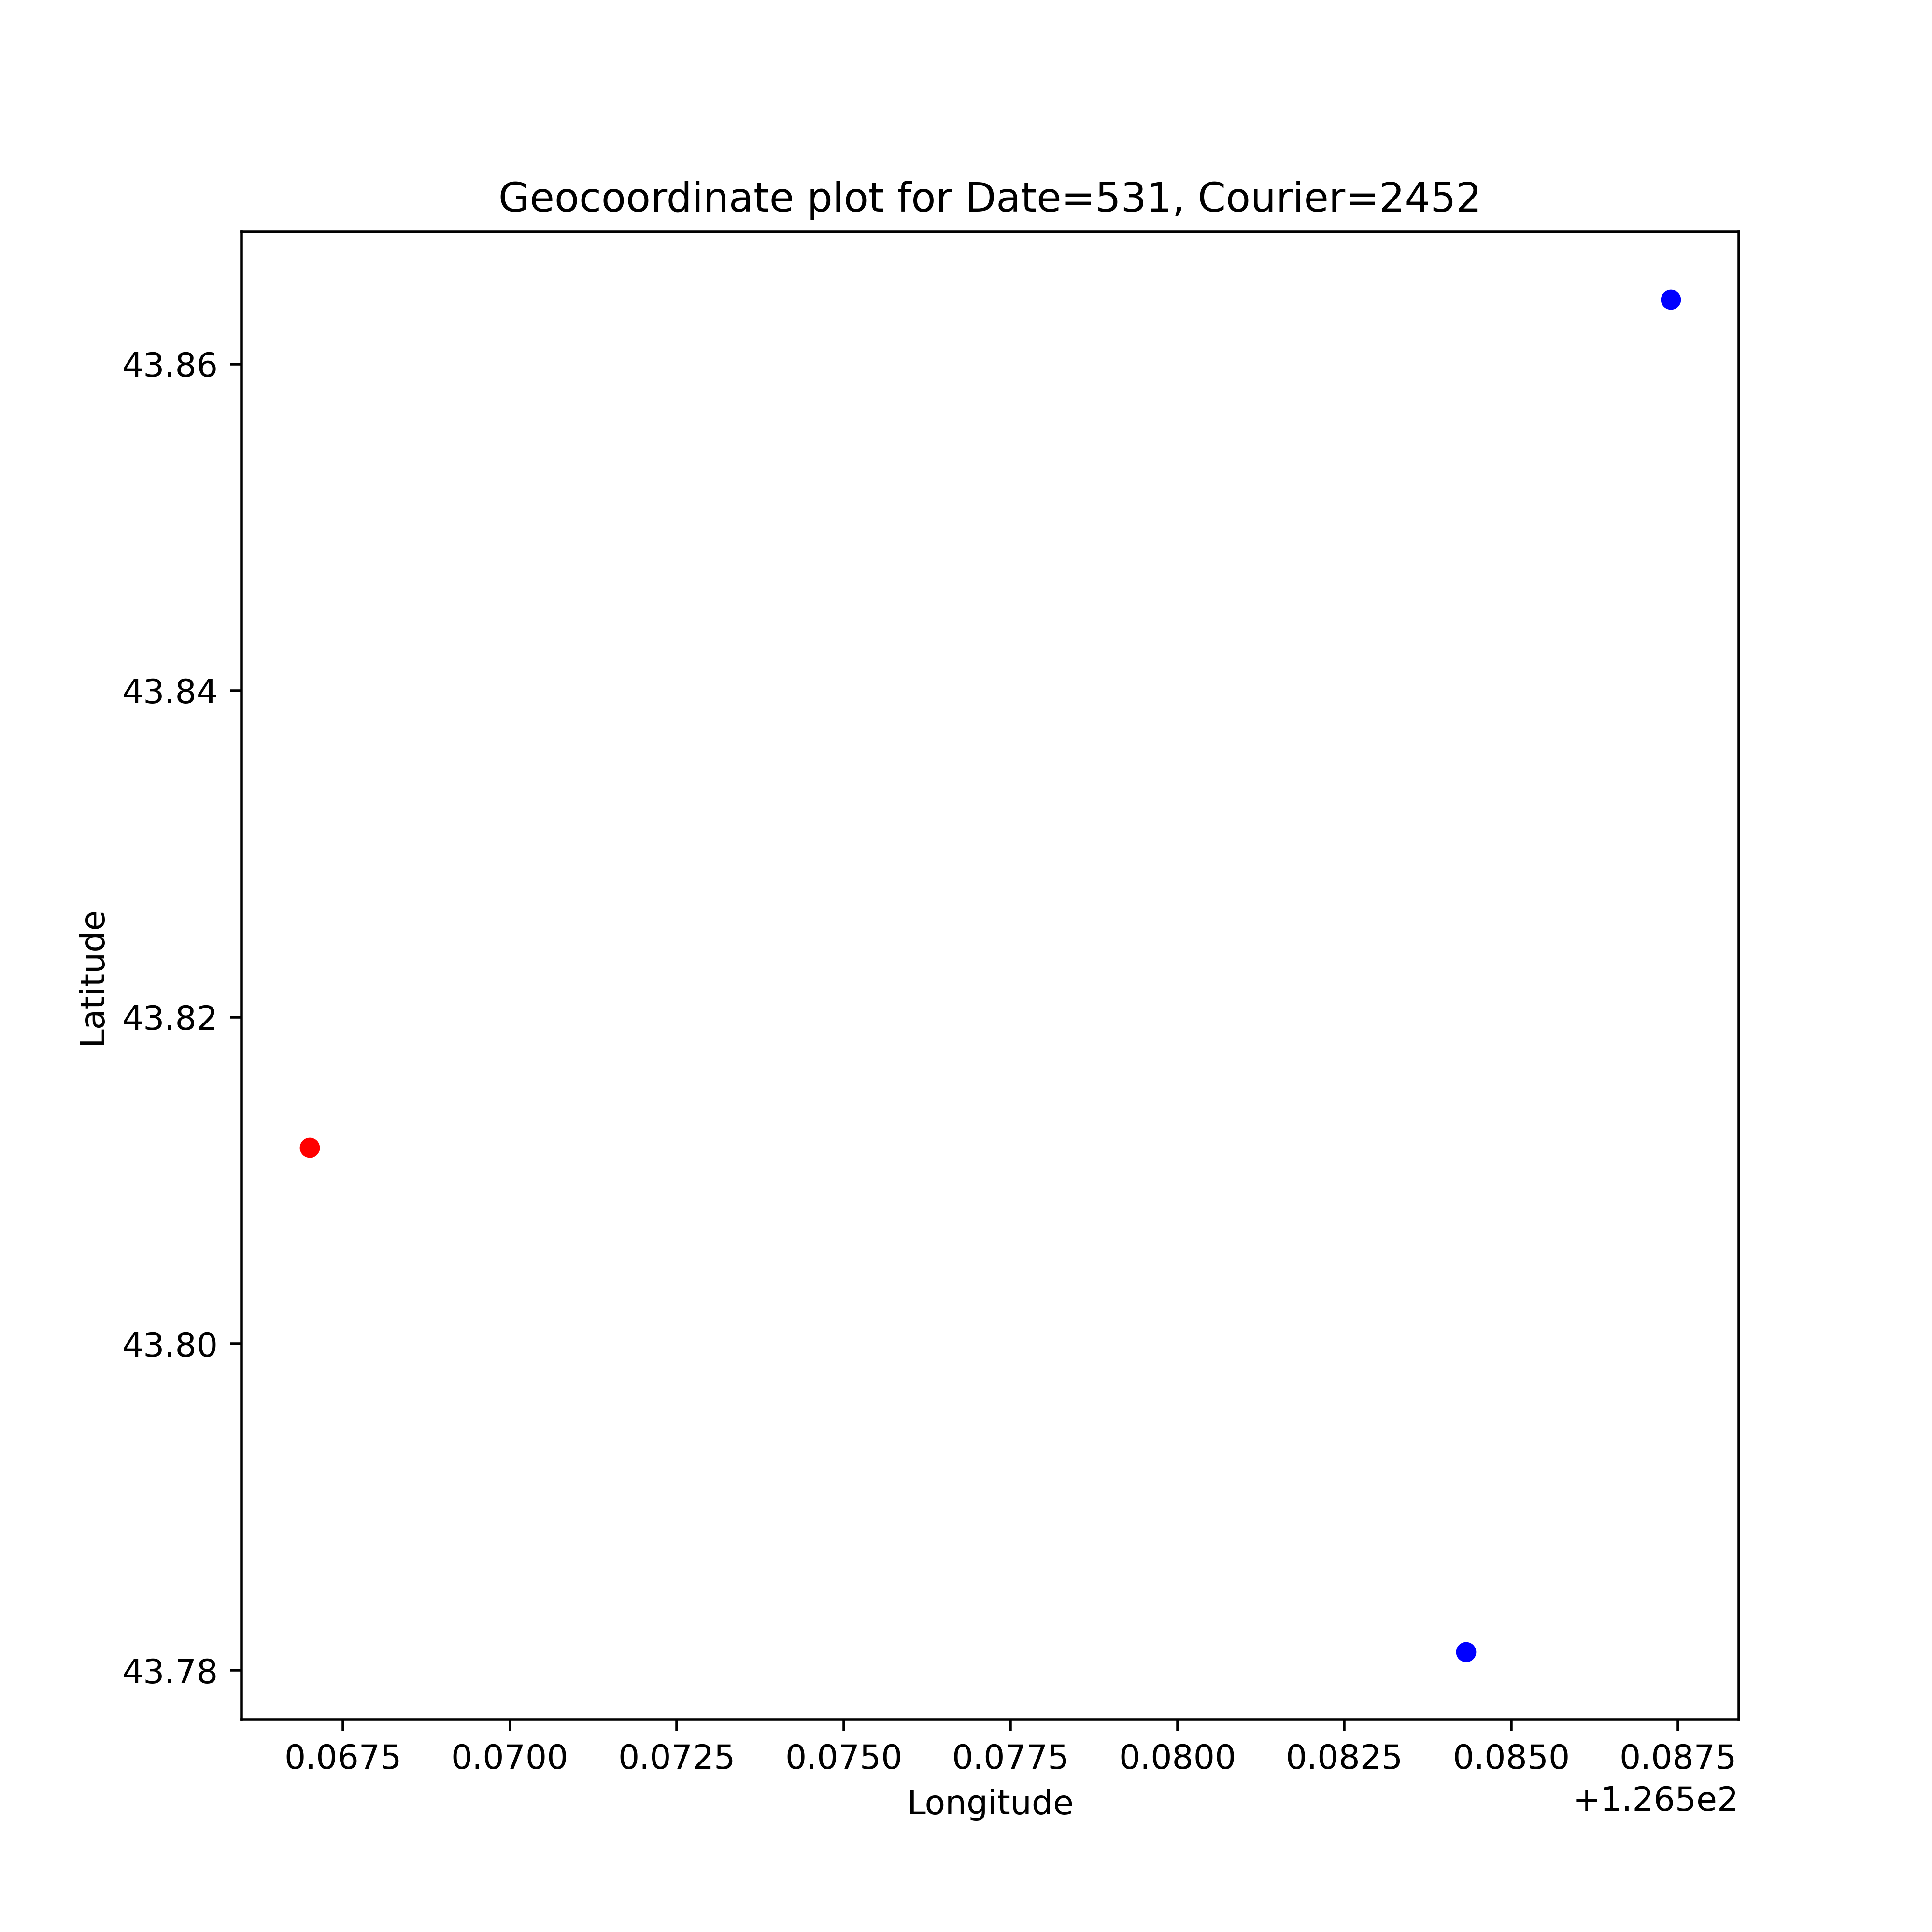 Geocoordinate plot for Date=531, Courier=2452
Latitude
43.86
43.84
43.82
43.80
43.78
0.0675 0.0700 0.0725 0.0750 0.0775 0.0800 0.0825 0.0850 0.0875
+1.265e2
Longitude